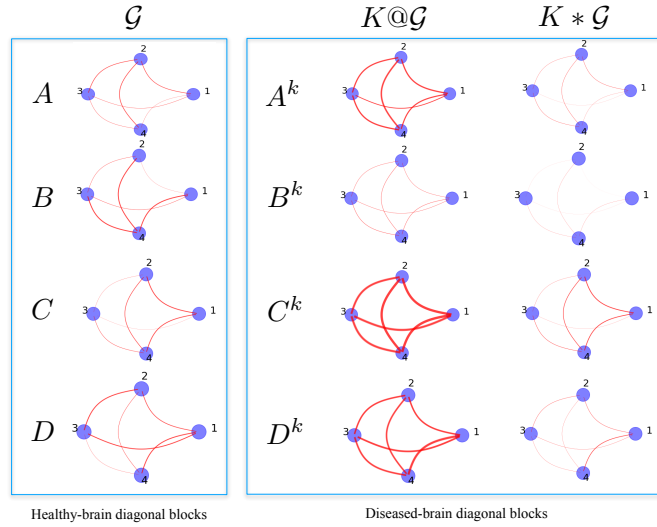 𝒢 K@𝒢 K ∗ 𝒢
2 2 2
A 3 1 A^k 3 1 3 1
4 4 4
2 2 2
B 3 1 B^k 3 1 3 1
4 4 4
2 2 2
C 3 1 C^k 3 1 3 1
4 4 4
2 2 2
D 3 1 D^k 3 1 3 1
4 4 4
Healthy-brain diagonal blocks Diseased-brain diagonal blocks